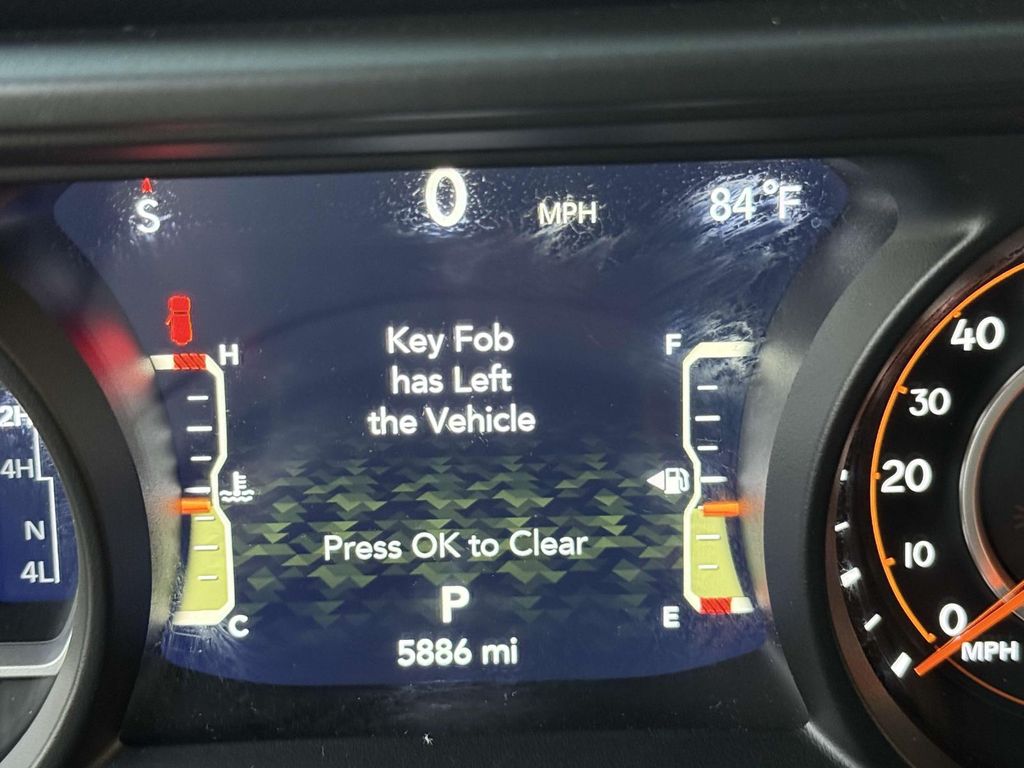 S
0 MPH
84°F
H
F
Key Fob
has Left
the Vehicle
2H
4H
N
4L
Press OK to Clear
C
P
E
5886 mi
40
30
20
10
0
MPH